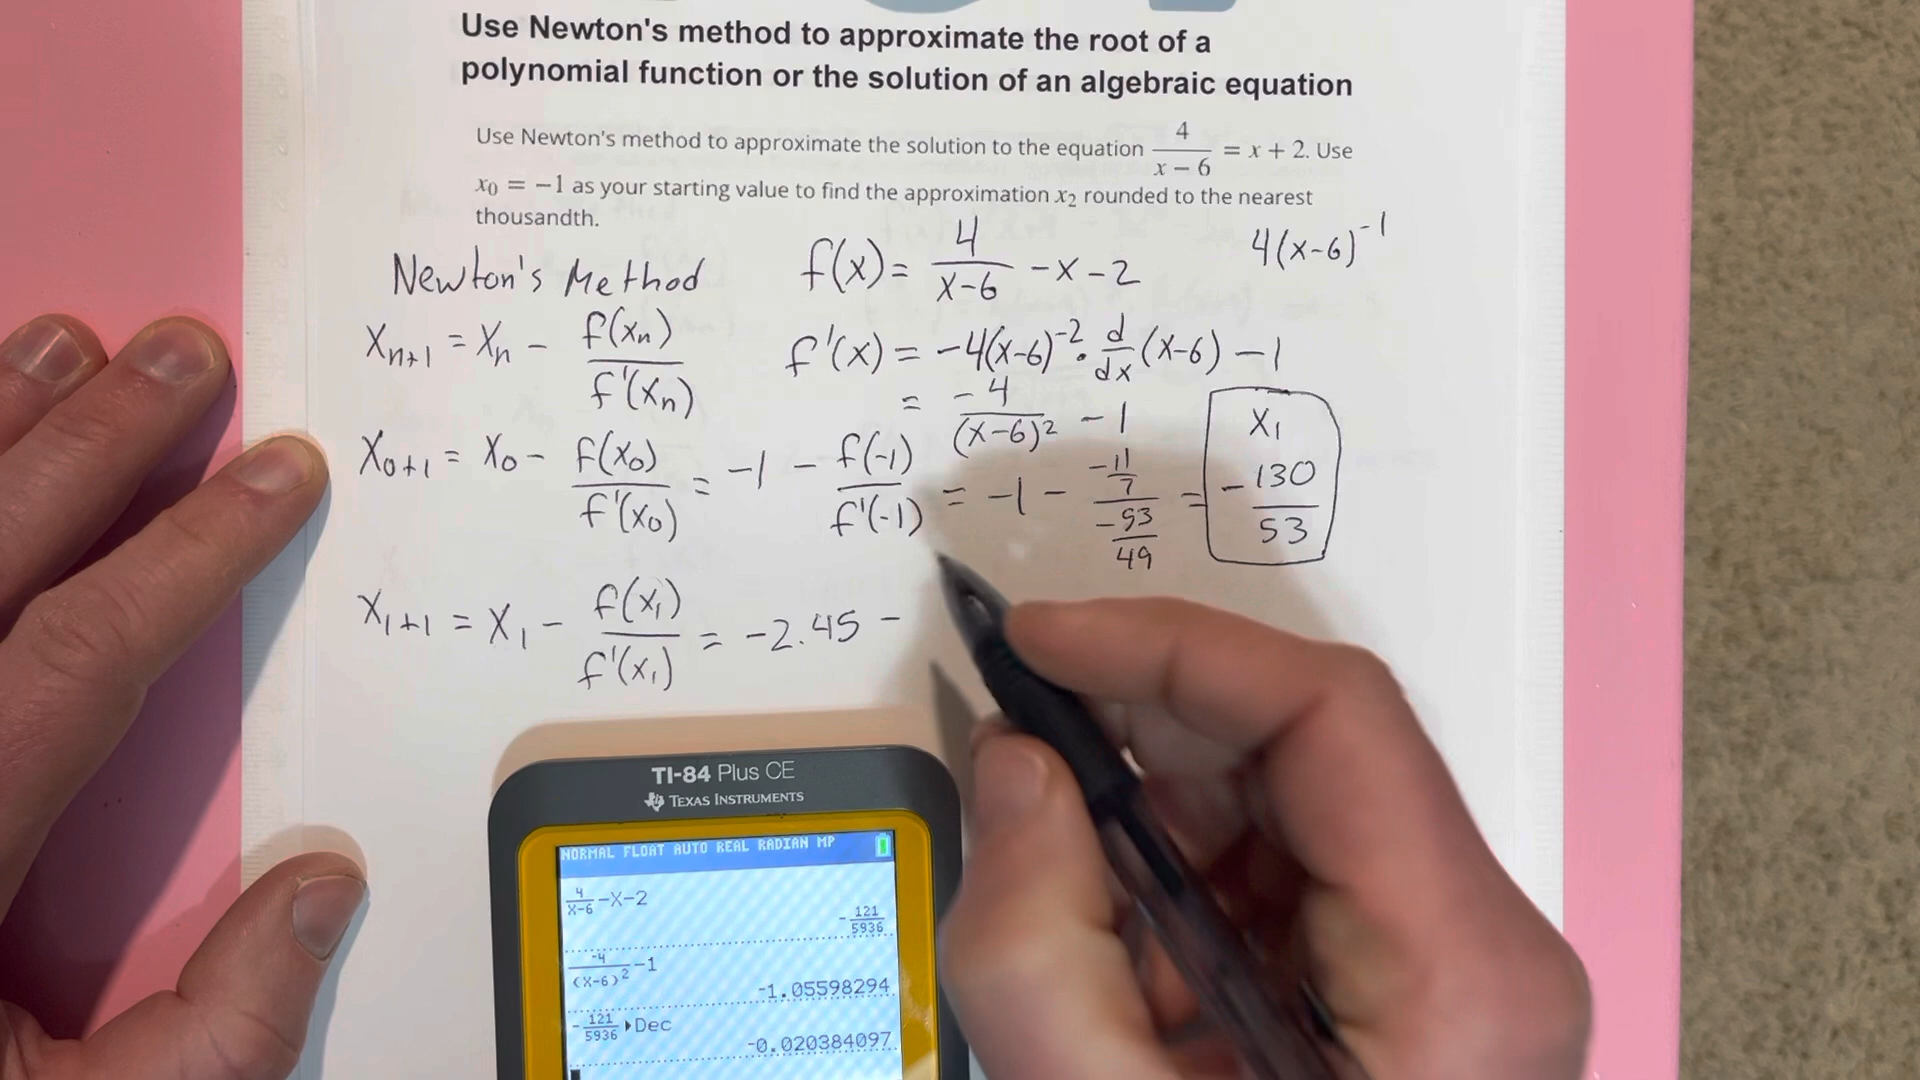 Use Newton's method to approximate the root of a
polynomial function or the solution of an algebraic equation
Use Newton's method to approximate the solution to the equation 4/(x − 6) = x + 2. Use
x₀ = −1 as your starting value to find the approximation x₂ rounded to the nearest
thousandth.
Newton's Method
f(x) = 4/(x-6) - x - 2
4(x-6)⁻¹
Xn+1 = Xn - f(xn)/f'(xn)
f'(x) = -4(x-6)⁻² · d/dx (x-6) - 1
= -4/(x-6)² - 1
X0+1 = X0 - f(x0)/f'(x0) = -1 - f(-1)/f'(-1) = -1 - (-11/7)/(-53/49) =
X₁
-130/53
X1+1 = X₁ - f(x₁)/f'(x₁) = -2.45 -
TI-84 Plus CE
TEXAS INSTRUMENTS
NORMAL FLOAT AUTO REAL RADIAN MP
4/(X-6)-X-2
-121/5936
-4/(X-6)²-1
-1.05598294
-121/5936▸Dec
-0.020384097